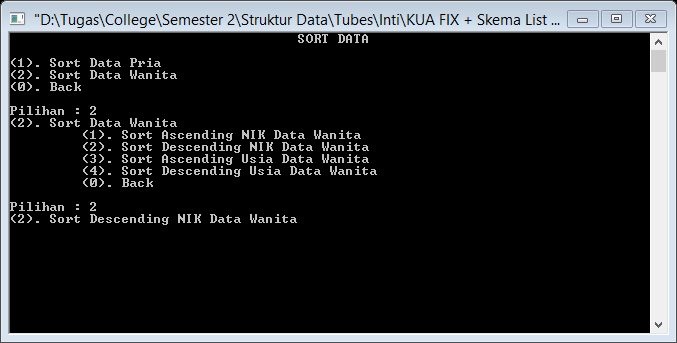 "D:\Tugas\College\Semester 2\Struktur Data\Tubes\Inti\KUA FIX + Skema List ...
SORT DATA
(1). Sort Data Pria
(2). Sort Data Wanita
(0). Back
Pilihan : 2
(2). Sort Data Wanita
(1). Sort Ascending NIK Data Wanita
(2). Sort Descending NIK Data Wanita
(3). Sort Ascending Usia Data Wanita
(4). Sort Descending Usia Data Wanita
(0). Back
Pilihan : 2
(2). Sort Descending NIK Data Wanita